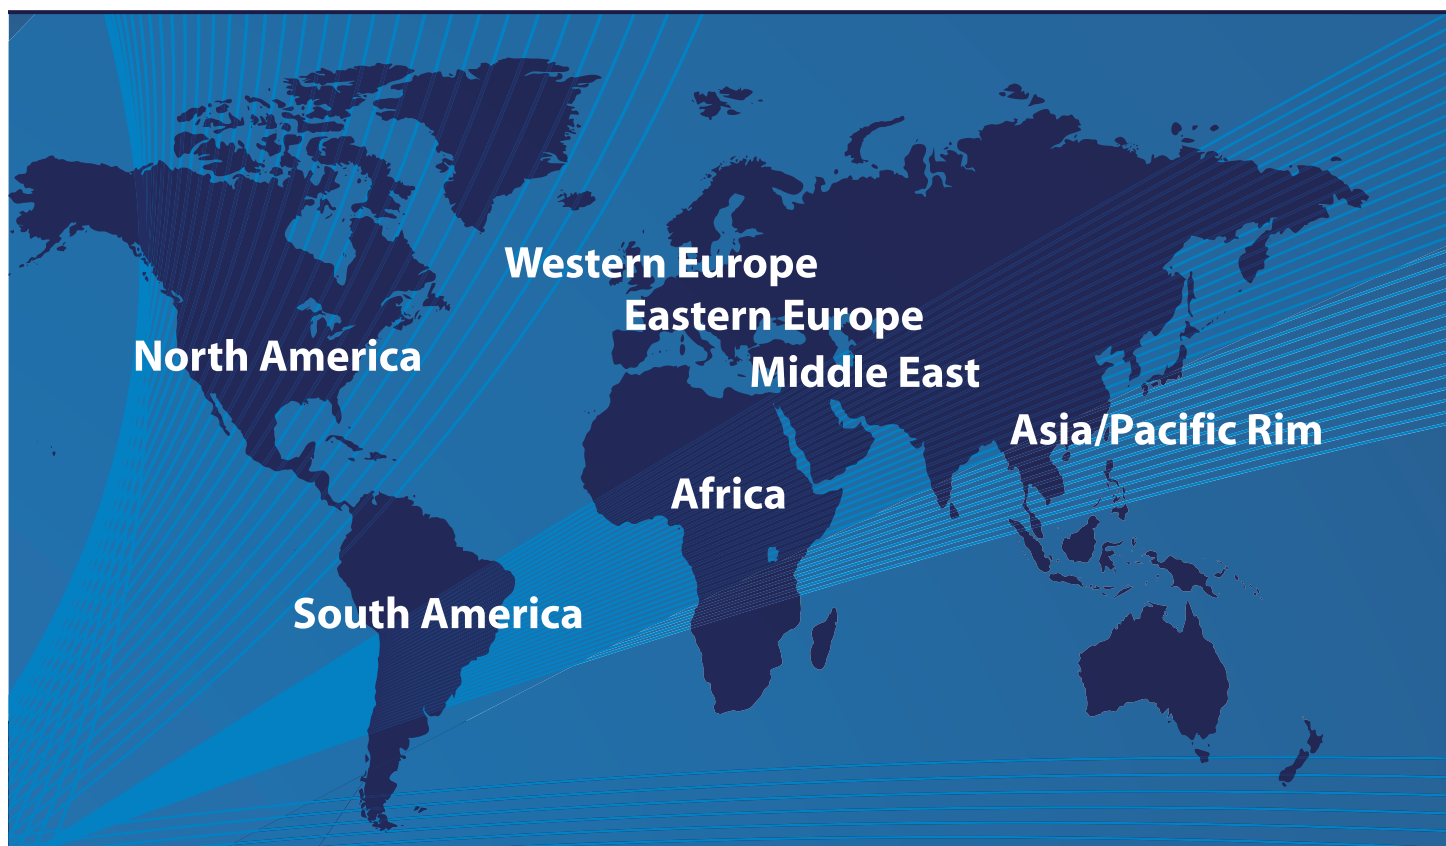 Western Europe
Eastern Europe
North America
Middle East
Asia/Pacific Rim
Africa
South America